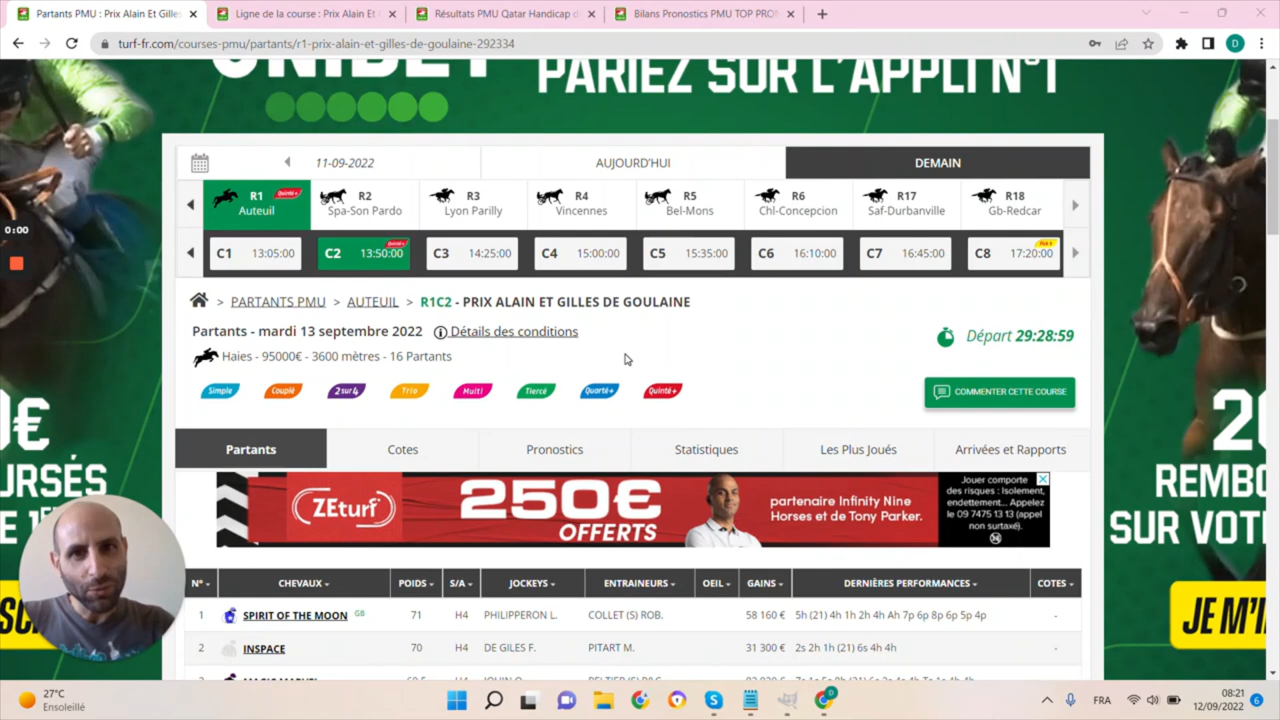 Partants PMU : Prix Alain Et Gilles
Ligne de la course : Prix Alain Et
Résultats PMU Qatar Handicap d
Bilans Pronostics PMU TOP PRO
turf-fr.com/courses-pmu/partants/r1-prix-alain-et-gilles-de-goulaine-292334
D
UNIBET
PARIEZ SUR L'APPLI N°1
11-09-2022
AUJOURD'HUI
DEMAIN
R1 Quinté+
Auteuil
R2
Spa-Son Pardo
R3
Lyon Parilly
R4
Vincennes
R5
Bel-Mons
R6
Chl-Concepcion
R17
Saf-Durbanville
R18
Gb-Redcar
0:00
C1 13:05:00
C2 13:50:00 Quinté+
C3 14:25:00
C4 15:00:00
C5 15:35:00
C6 16:10:00
C7 16:45:00
C8 17:20:00 Pick 5
PARTANTS PMU > AUTEUIL > R1C2 - PRIX ALAIN ET GILLES DE GOULAINE
Partants - mardi 13 septembre 2022 Détails des conditions
Départ 29:28:59
Haies - 95000€ - 3600 mètres - 16 Partants
Simple Couplé 2sur4 Trio Multi Tiercé Quarté+ Quinté+
COMMENTER CETTE COURSE
0€
20
URSÉS
REMBO
E 1
SUR VOT
JE M'I
Partants Cotes Pronostics Statistiques Les Plus Joués Arrivées et Rapports
ZEturf
250€
OFFERTS
partenaire Infinity Nine
Horses et de Tony Parker.
Jouer comporte
des risques : Isolement,
endettement... Appelez
le 09 7475 13 13 (appel
non surtaxé).
N° CHEVAUX POIDS S/A JOCKEYS ENTRAINEURS OEIL GAINS DERNIÈRES PERFORMANCES COTES
1 SPIRIT OF THE MOON GB 71 H4 PHILIPPERON L. COLLET (S) ROB. 58 160 € 5h (21) 4h 1h 2h 4h Ah 7p 6p 8p 6p 5p 4p -
2 INSPACE 70 H4 DE GILES F. PITART M. 31 300 € 2s 2h 1h (21) 6s 4h 4h -
27°C
Ensoleillé
FRA
08:21
12/09/2022
6